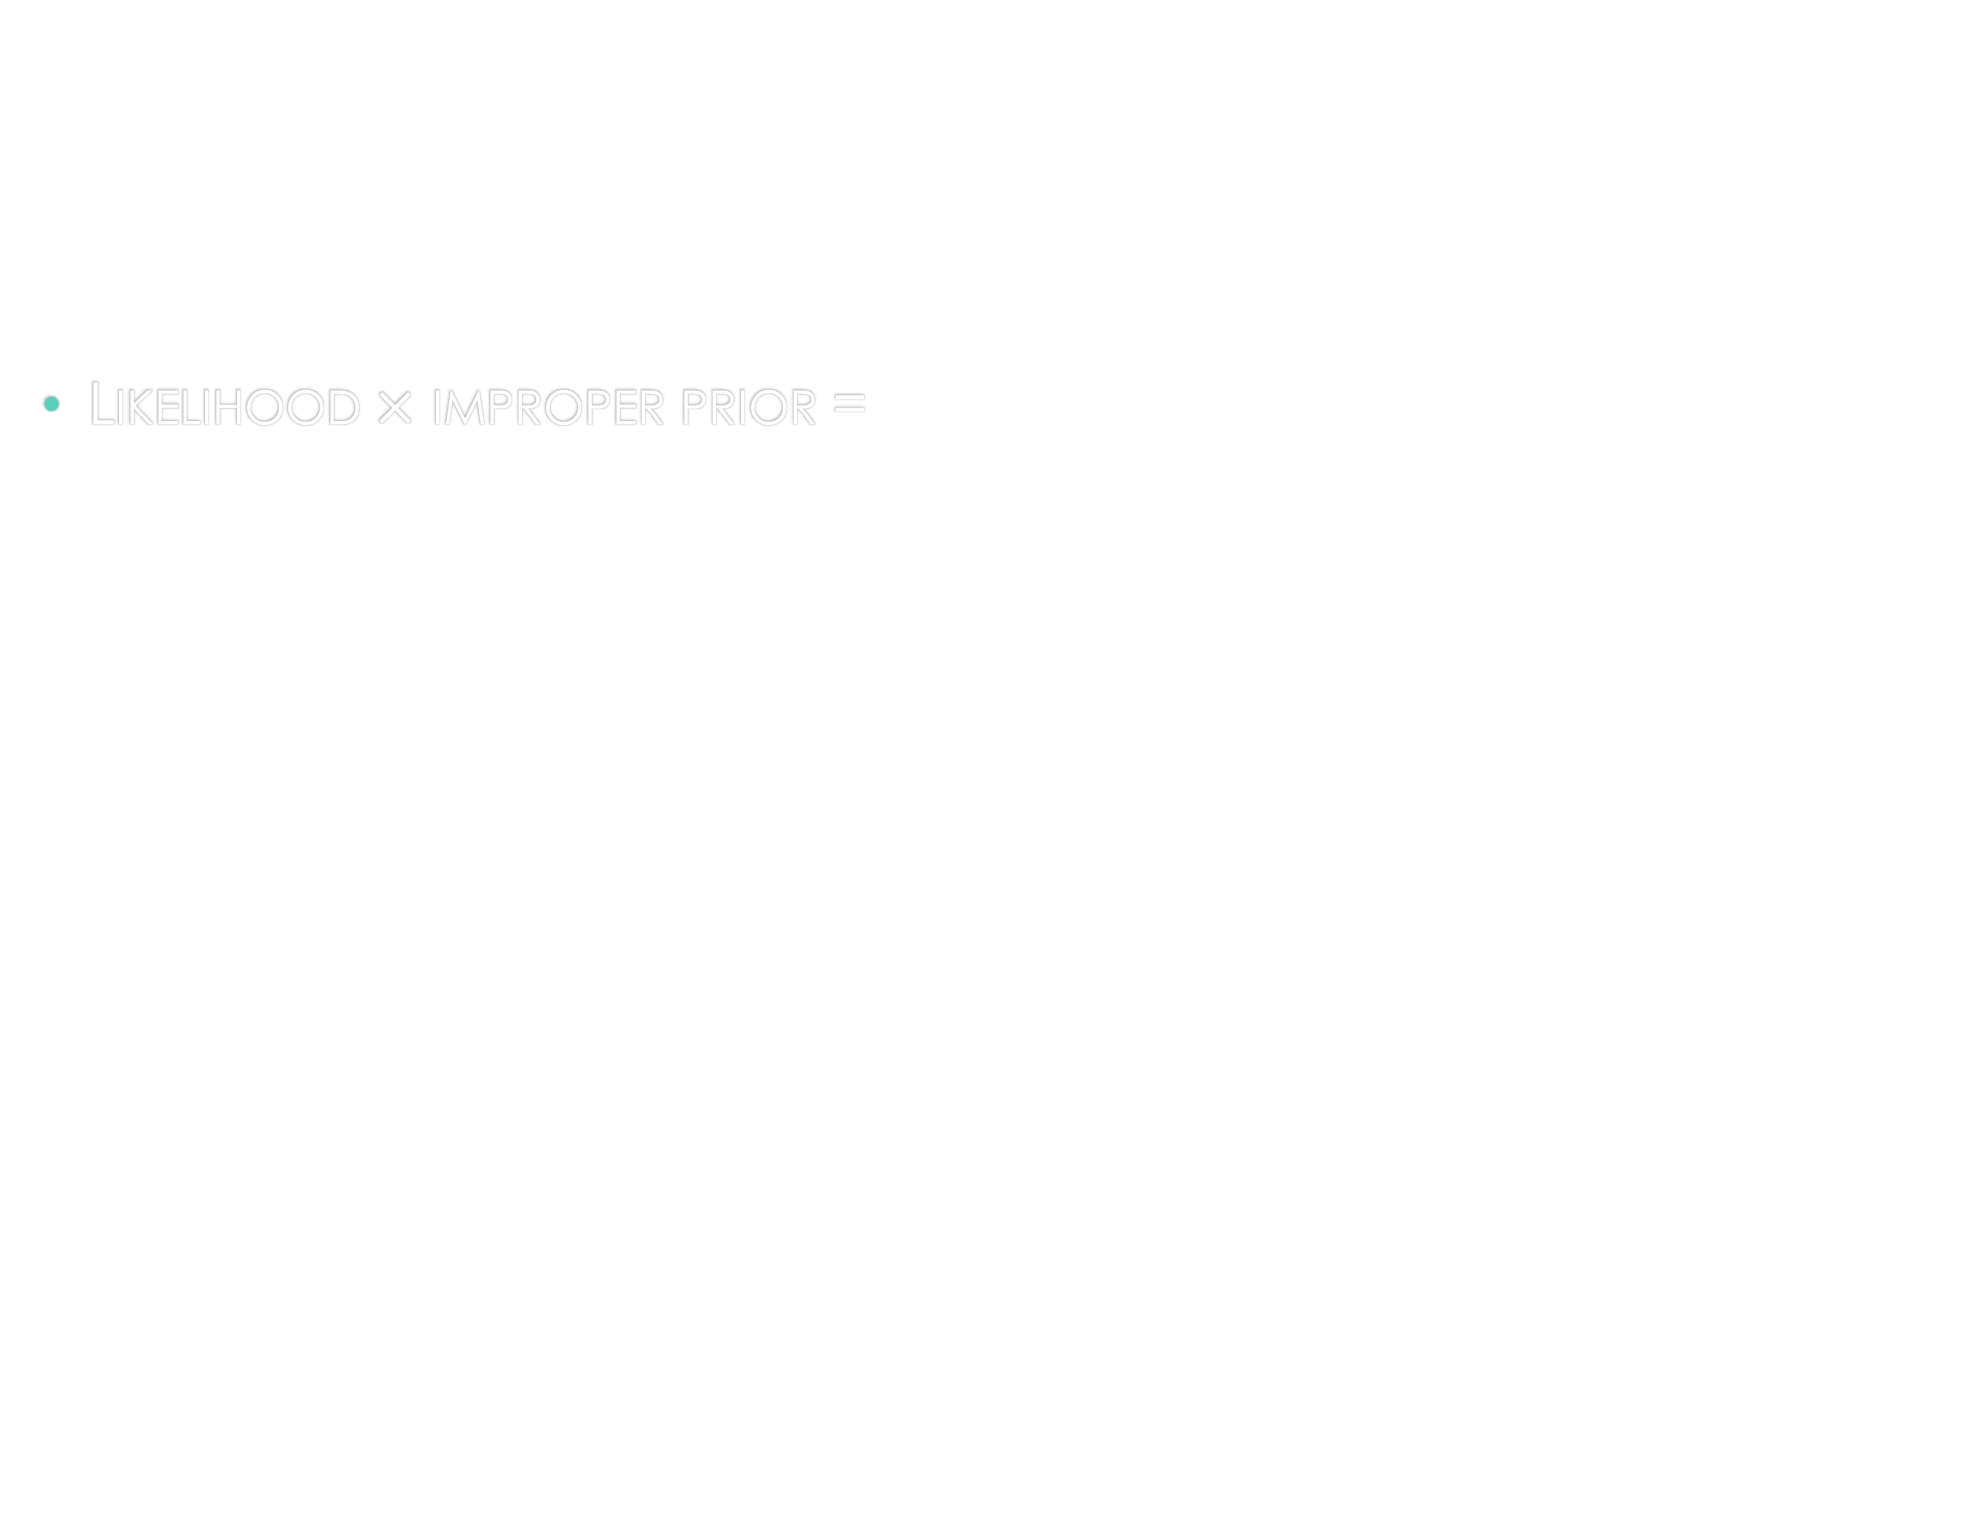 • Likelihood × improper prior =